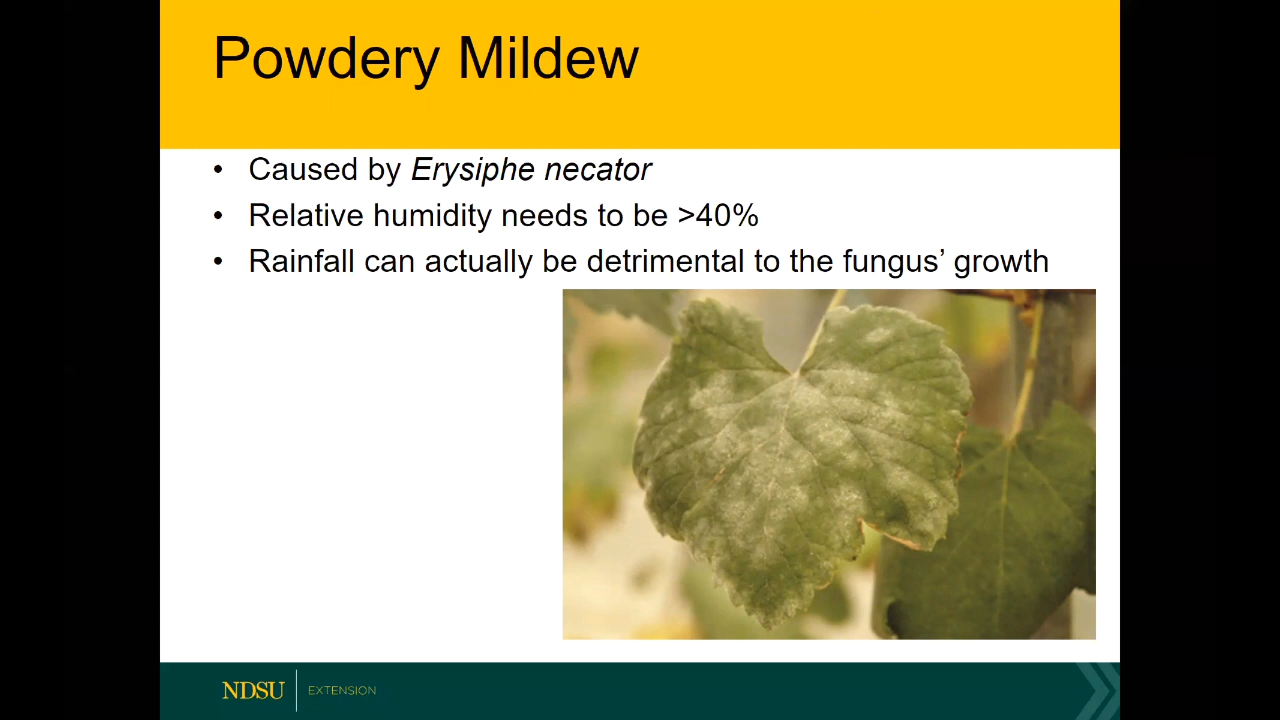 Powdery Mildew
• Caused by Erysiphe necator
• Relative humidity needs to be >40%
• Rainfall can actually be detrimental to the fungus’ growth
NDSU EXTENSION